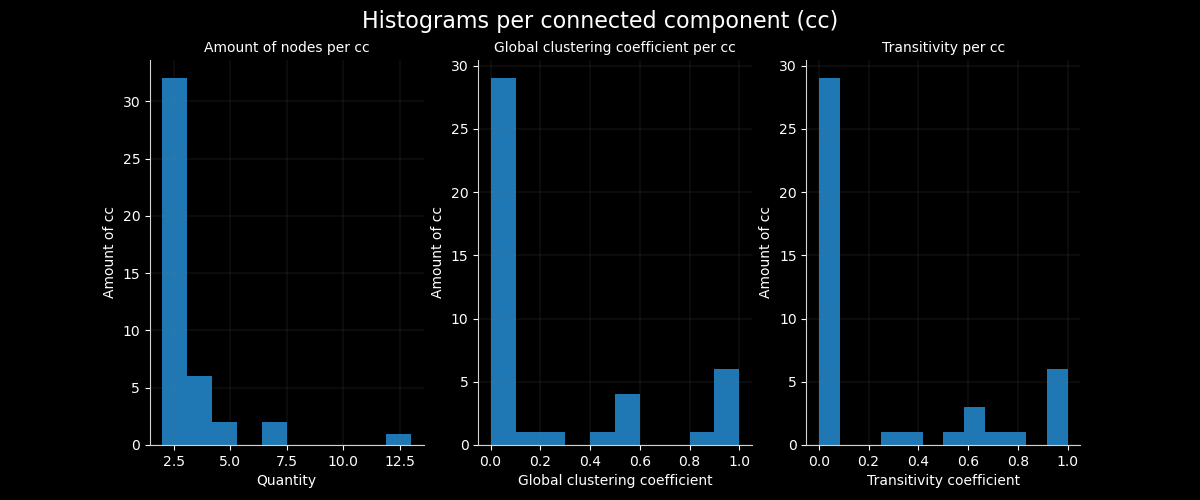 Histograms per connected component (cc)
Amount of nodes per cc
Amount of cc
0
5
10
15
20
25
30
2.5 5.0 7.5 10.0 12.5
Quantity
Global clustering coefficient per cc
Amount of cc
0
5
10
15
20
25
30
0.0 0.2 0.4 0.6 0.8 1.0
Global clustering coefficient
Transitivity per cc
Amount of cc
0
5
10
15
20
25
30
0.0 0.2 0.4 0.6 0.8 1.0
Transitivity coefficient